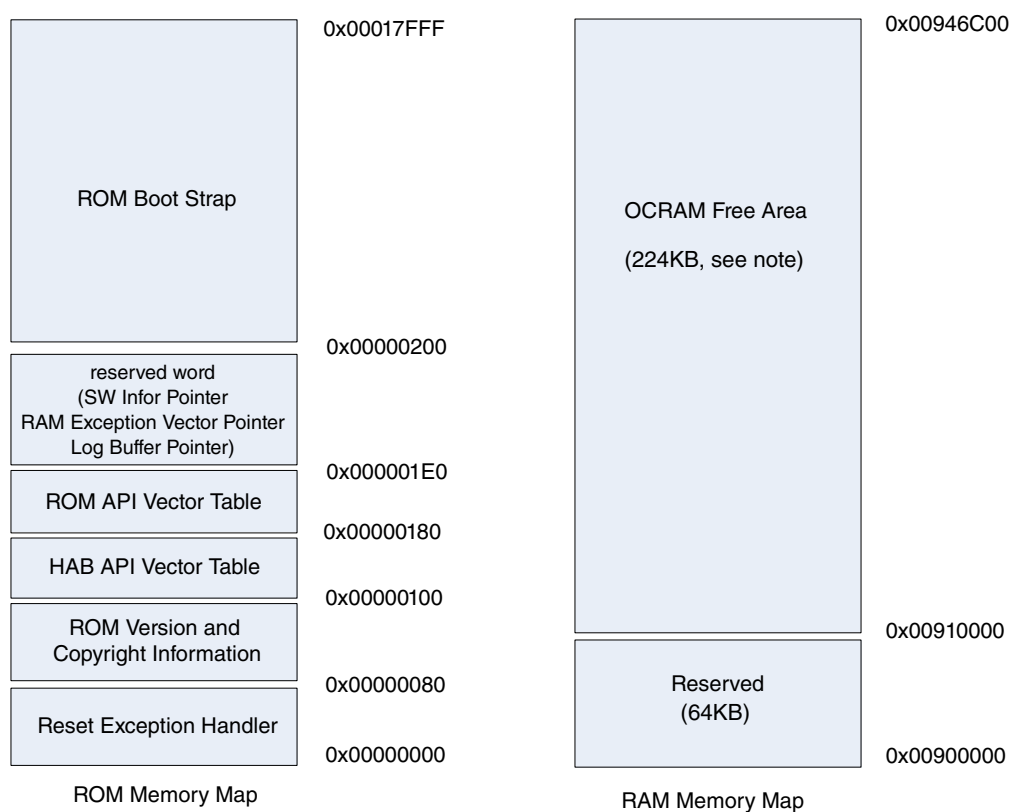 0x00017FFF
ROM Boot Strap
0x00000200
reserved word
(SW Infor Pointer
RAM Exception Vector Pointer
Log Buffer Pointer)
0x000001E0
ROM API Vector Table
0x00000180
HAB API Vector Table
0x00000100
ROM Version and
Copyright Information
0x00000080
Reset Exception Handler
0x00000000
ROM Memory Map
0x00946C00
OCRAM Free Area
(224KB, see note)
0x00910000
Reserved
(64KB)
0x00900000
RAM Memory Map